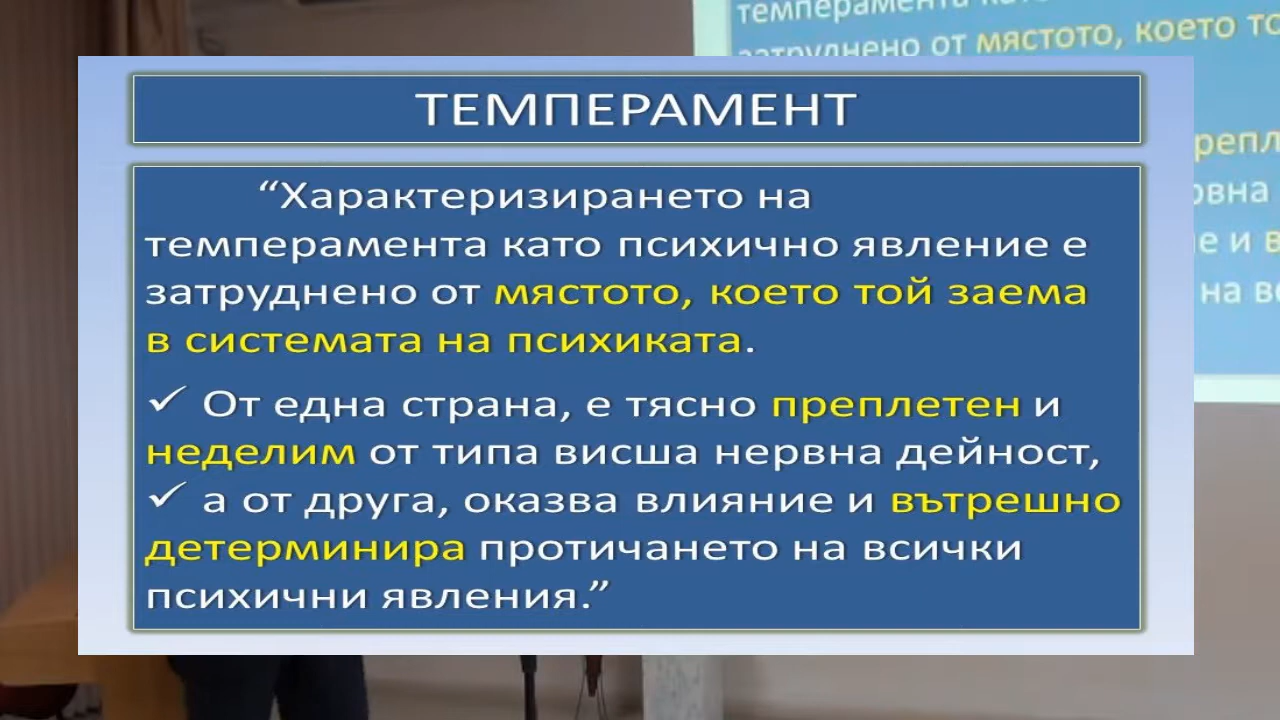 ТЕМПЕРАМЕНТ
“Характеризирането на
темперамента като психично явление е
затруднено от мястото, което той заема
в системата на психиката.
✓ От една страна, е тясно преплетен и
неделим от типа висша нервна дейност,
✓ а от друга, оказва влияние и вътрешно
детерминира протичането на всички
психични явления.”
темперамента
затруднено от мястото, което
и
на